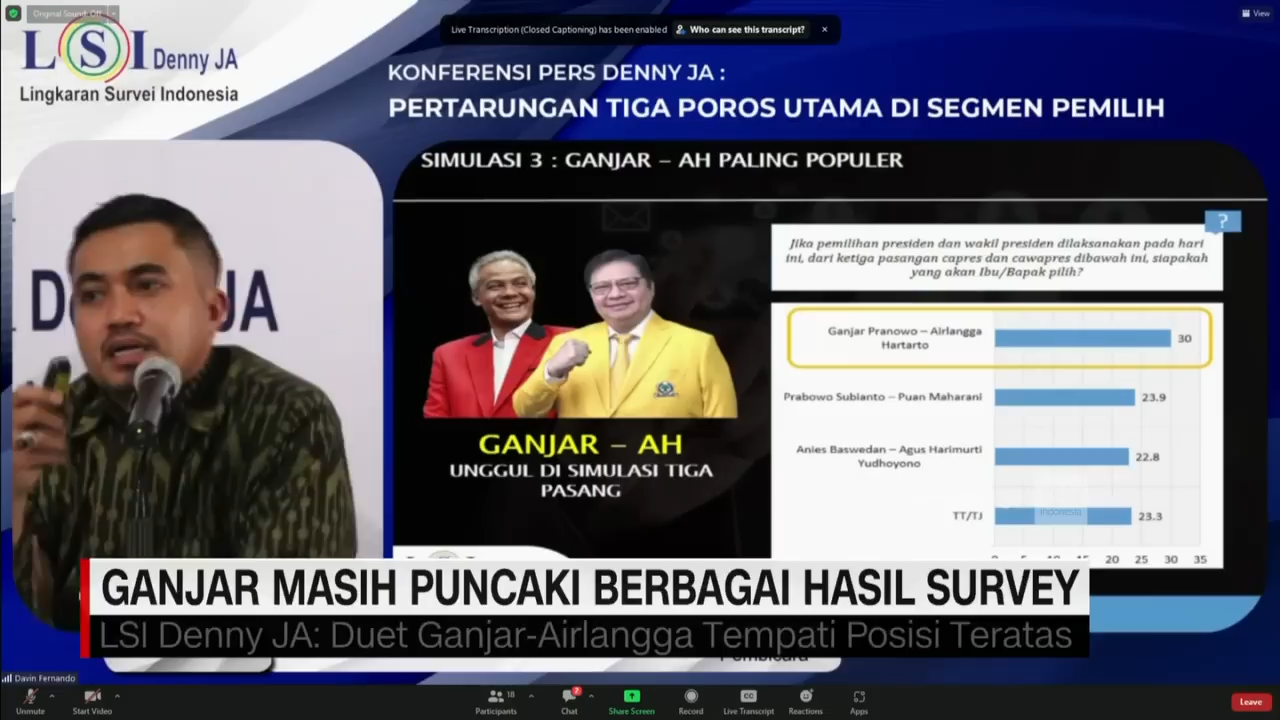 Original Sound: Off
Live Transcription (Closed Captioning) has been enabled
Who can see this transcript?
View
LSI Denny JA
Lingkaran Survei Indonesia
KONFERENSI PERS DENNY JA :
PERTARUNGAN TIGA POROS UTAMA DI SEGMEN PEMILIH
SIMULASI 3 : GANJAR – AH PALING POPULER
?
Jika pemilihan presiden dan wakil presiden dilaksanakan pada hari
ini, dari ketiga pasangan capres dan cawapres dibawah ini, siapakah
yang akan Ibu/Bapak pilih?
Ganjar Pranowo – Airlangga
Hartarto
30
Prabowo Subianto – Puan Maharani
23.9
Anies Baswedan – Agus Harimurti
Yudhoyono
22.8
TT/TJ
23.3
20 25 30 35
GANJAR – AH
UNGGUL DI SIMULASI TIGA
PASANG
GANJAR MASIH PUNCAKI BERBAGAI HASIL SURVEY
LSI Denny JA: Duet Ganjar-Airlangga Tempati Posisi Teratas
Davin Fernando
Unmute
Start Video
Participants
18
Chat
2
Share Screen
Record
Live Transcript
Reactions
Apps
Leave